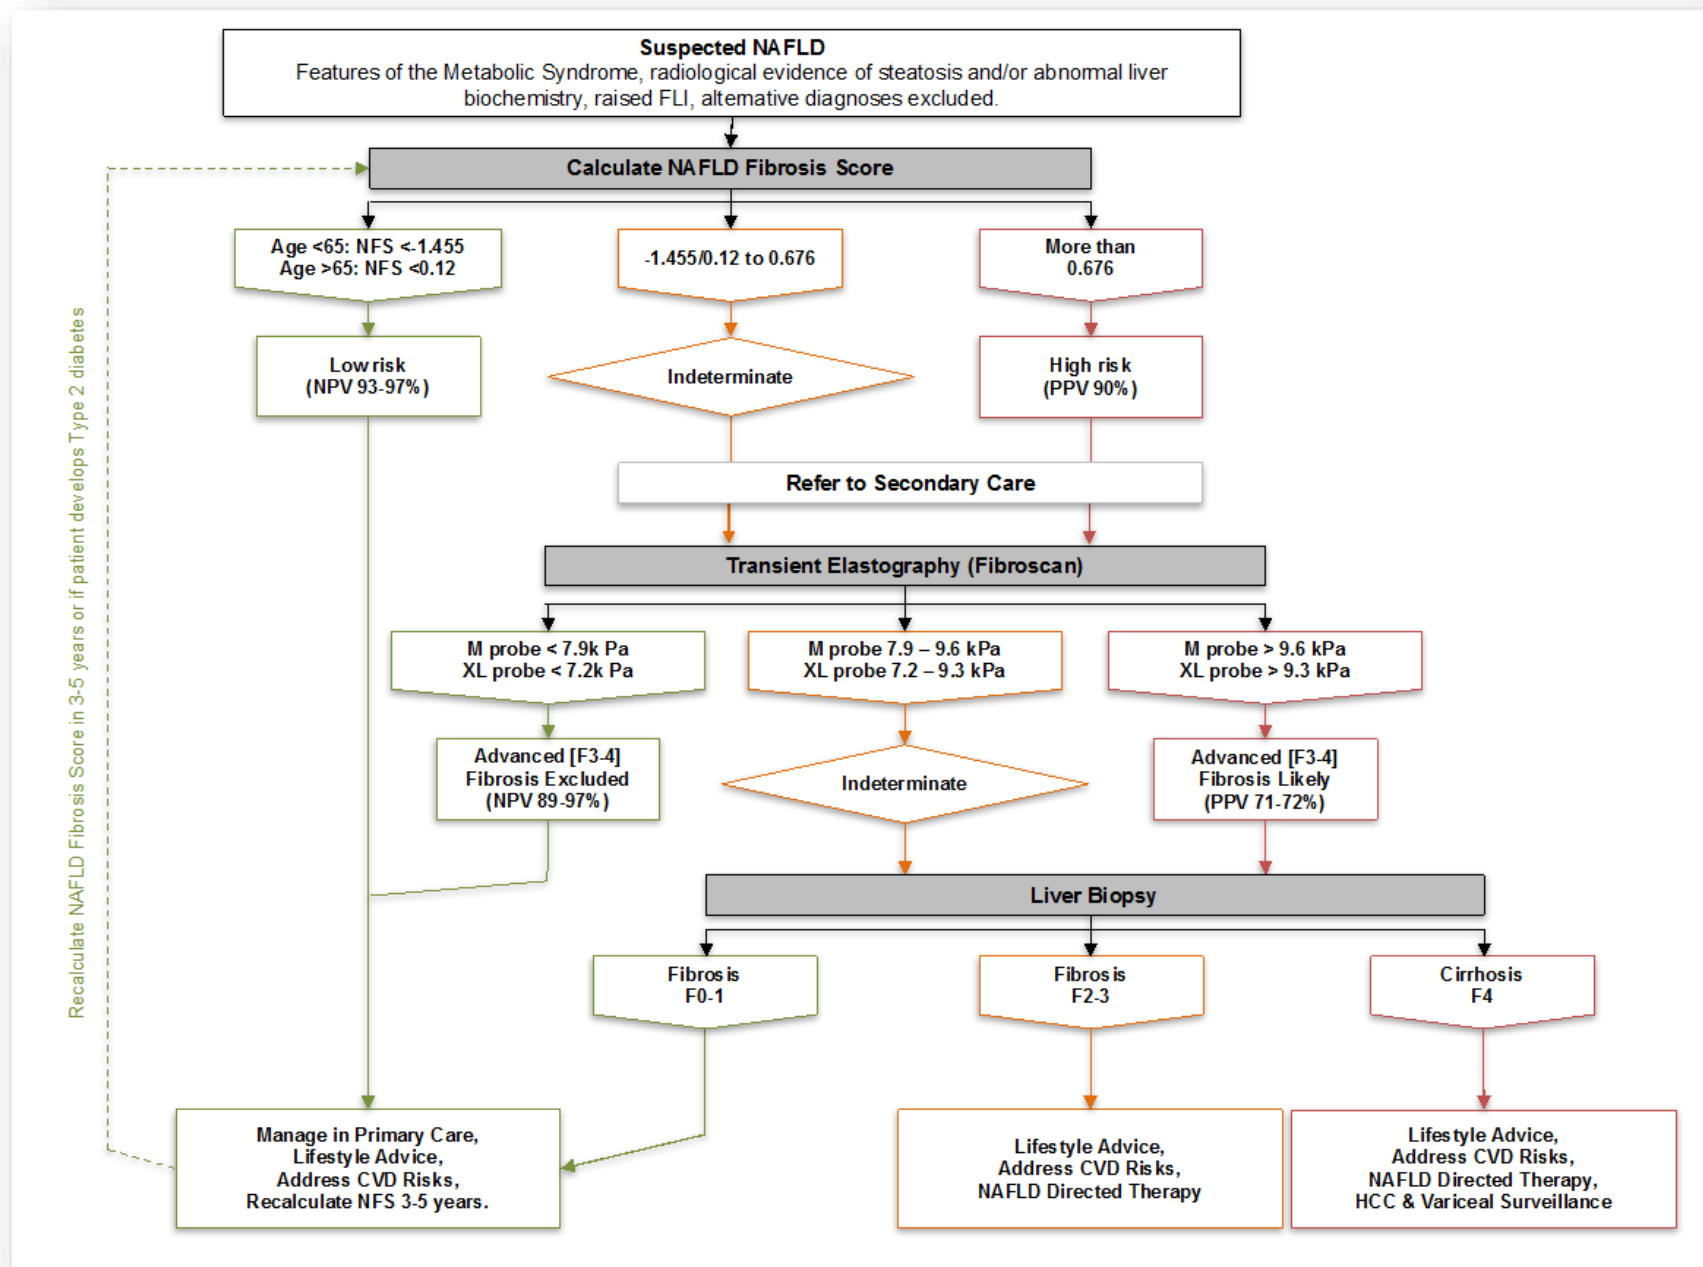 Suspected NAFLD
Features of the Metabolic Syndrome, radiological evidence of steatosis and/or abnormal liver
biochemistry, raised FLI, alternative diagnoses excluded.
Calculate NAFLD Fibrosis Score
Age <65: NFS <-1.455
Age >65: NFS <0.12
-1.455/0.12 to 0.676
More than
0.676
Low risk
(NPV 93-97%)
Indeterminate
High risk
(PPV 90%)
Refer to Secondary Care
Transient Elastography (Fibroscan)
M probe < 7.9k Pa
XL probe < 7.2k Pa
M probe 7.9 – 9.6 kPa
XL probe 7.2 – 9.3 kPa
M probe > 9.6 kPa
XL probe > 9.3 kPa
Advanced [F3-4]
Fibrosis Excluded
(NPV 89-97%)
Indeterminate
Advanced [F3-4]
Fibrosis Likely
(PPV 71-72%)
Liver Biopsy
Fibrosis
F0-1
Fibrosis
F2-3
Cirrhosis
F4
Manage in Primary Care,
Lifestyle Advice,
Address CVD Risks,
Recalculate NFS 3-5 years.
Lifestyle Advice,
Address CVD Risks,
NAFLD Directed Therapy
Lifestyle Advice,
Address CVD Risks,
NAFLD Directed Therapy,
HCC & Variceal Surveillance
Recalculate NAFLD Fibrosis Score in 3-5 years or if patient develops Type 2 diabetes